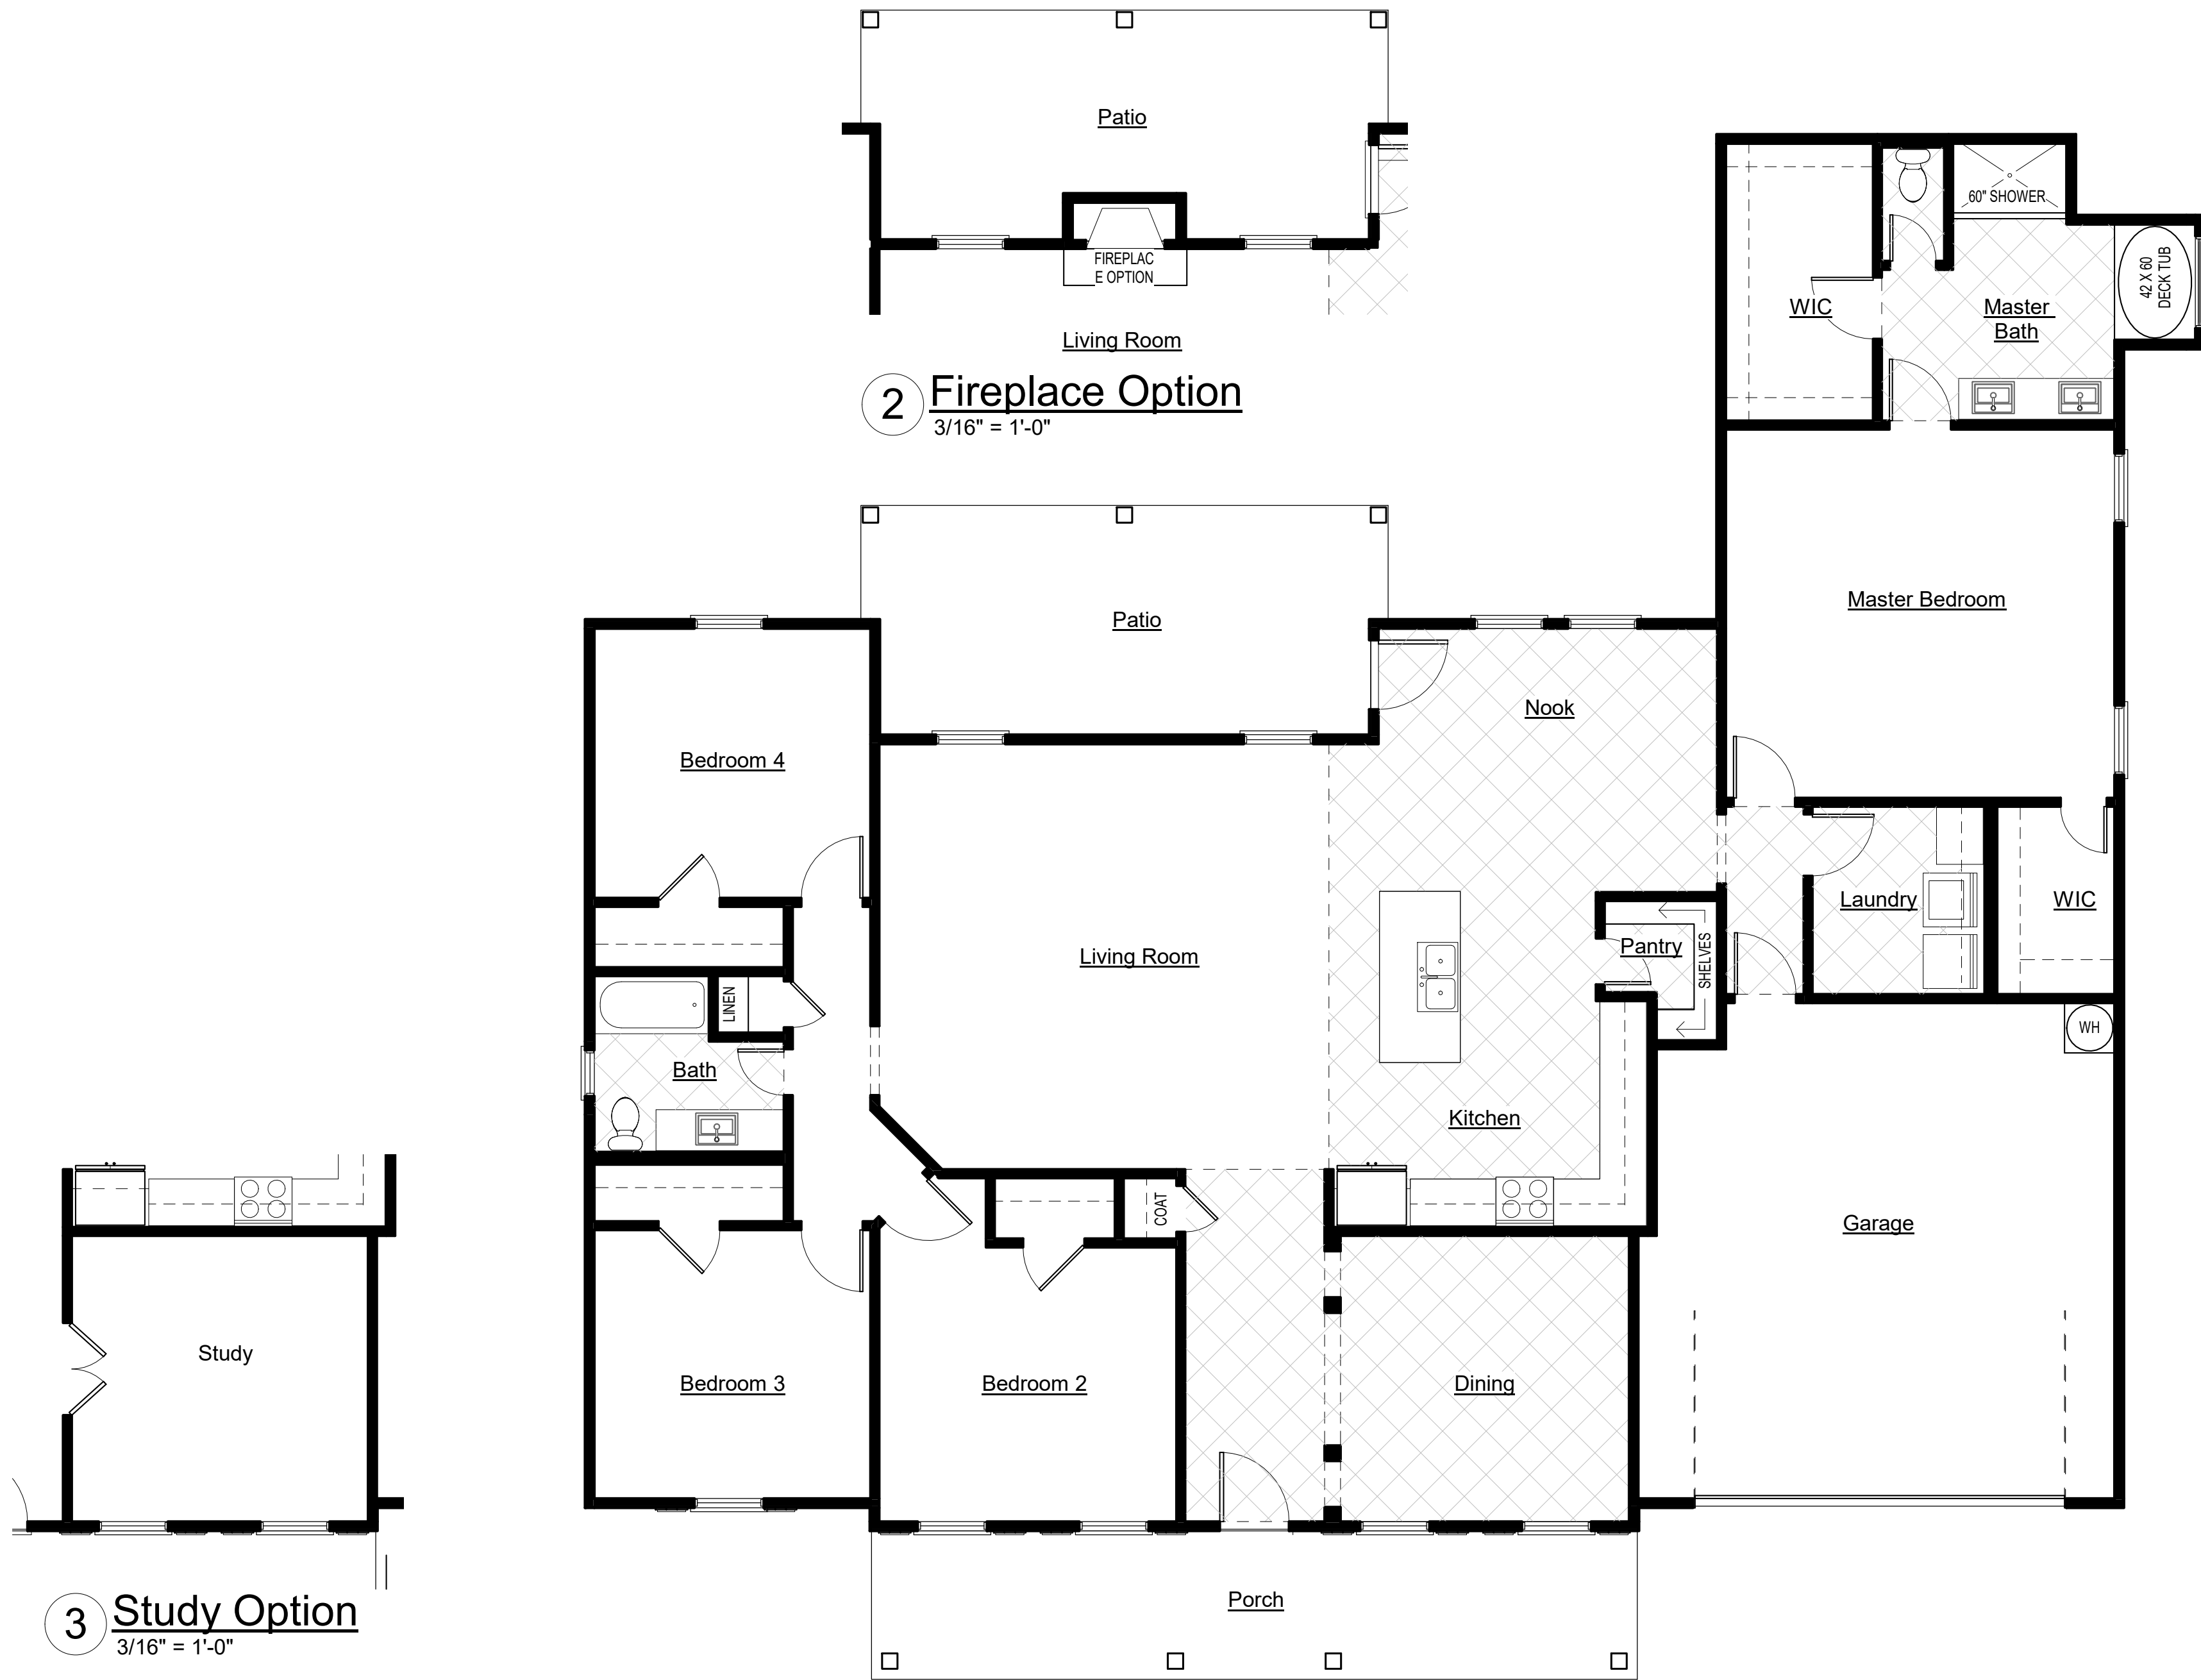 Patio
FIREPLAC
E OPTION
Living Room
2
Fireplace Option
3/16" = 1'-0"
60" SHOWER
WIC
Master
Bath
42 X 60
DECK TUB
Patio
Master Bedroom
Nook
Bedroom 4
Laundry
WIC
Pantry
SHELVES
Living Room
LINEN
WH
Bath
Kitchen
COAT
Garage
Study
Bedroom 3
Bedroom 2
Dining
Porch
3
Study Option
3/16" = 1'-0"